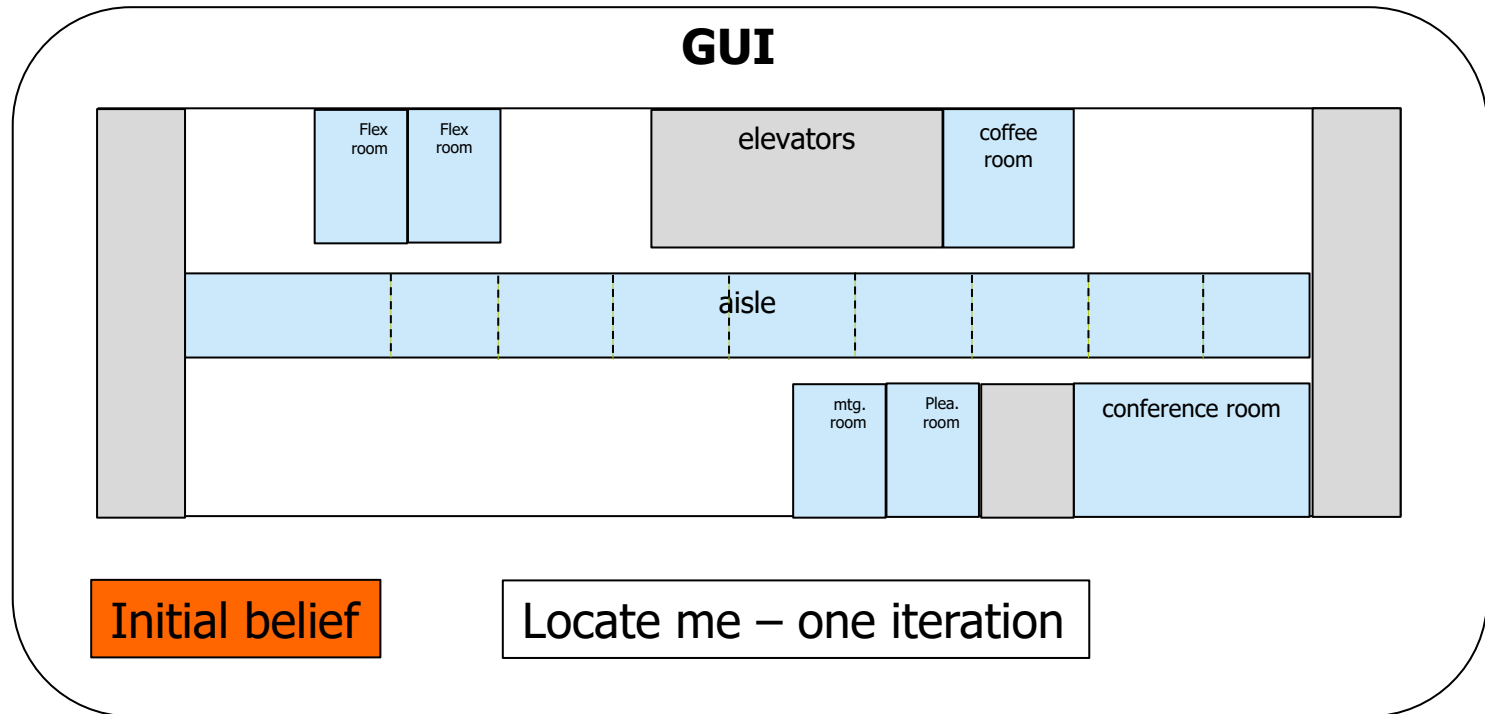 GUI
Flex
room
Flex
room
elevators
coffee
room
aisle
mtg.
room
Plea.
room
conference room
Initial belief
Locate me – one iteration